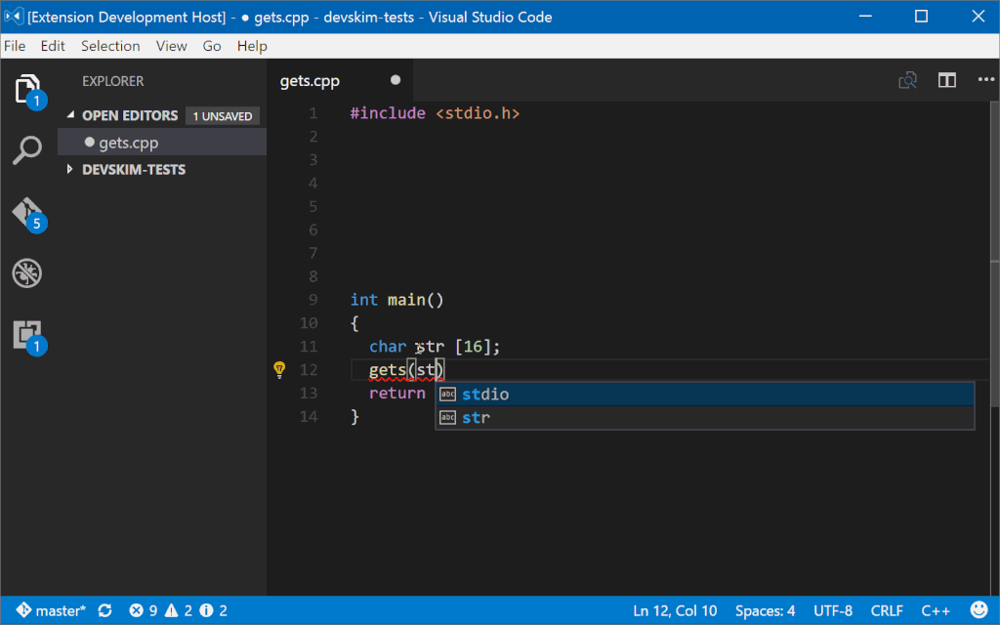 [Extension Development Host] - ● gets.cpp - devskim-tests - Visual Studio Code
File Edit Selection View Go Help
EXPLORER
OPEN EDITORS 1 UNSAVED
gets.cpp
DEVSKIM-TESTS
1
5
1
gets.cpp
1 #include <stdio.h>
2
3
4
5
6
7
8
9 int main()
10 {
11 char str [16];
12 gets(st)
13 return
14 }
abc stdio
abc str
master* 9 2 2 Ln 12, Col 10 Spaces: 4 UTF-8 CRLF C++